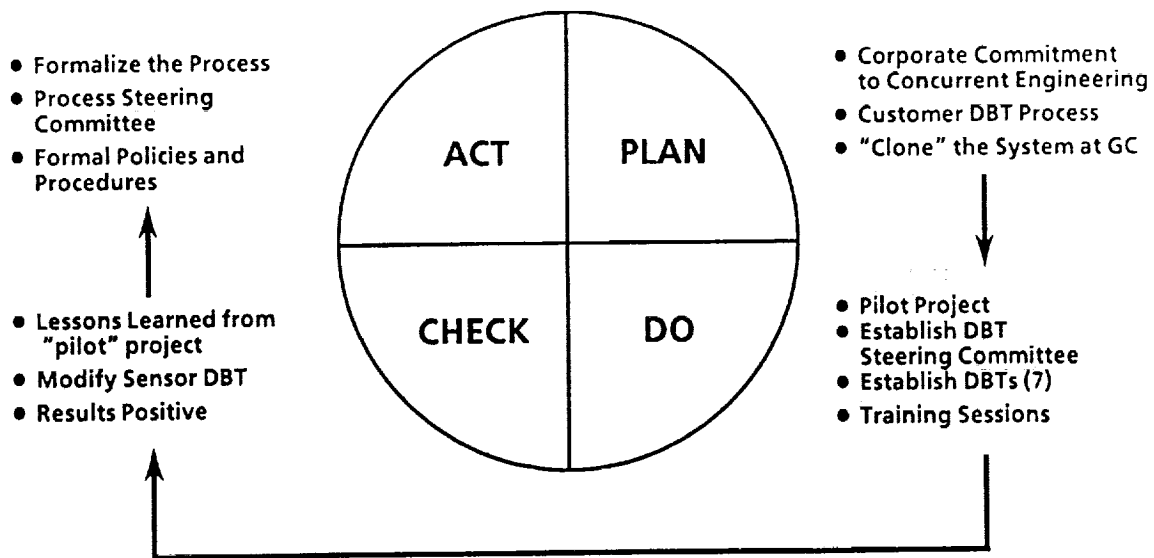 ACT
PLAN
CHECK
DO
● Corporate Commitment
to Concurrent Engineering
● Customer DBT Process
● "Clone" the System at GC
● Pilot Project
● Establish DBT
Steering Committee
● Establish DBTs (7)
● Training Sessions
● Lessons Learned from
"pilot" project
● Modify Sensor DBT
● Results Positive
● Formalize the Process
● Process Steering
Committee
● Formal Policies and
Procedures